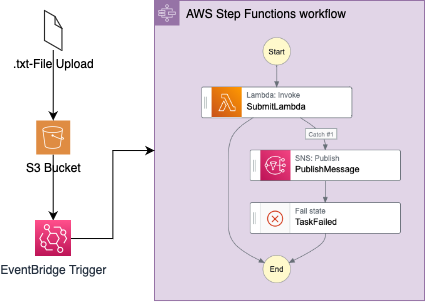 AWS Step Functions workflow
.txt-File Upload
S3 Bucket
EventBridge Trigger
Start
Lambda: Invoke
SubmitLambda
Catch #1
SNS: Publish
PublishMessage
Fail state
TaskFailed
End